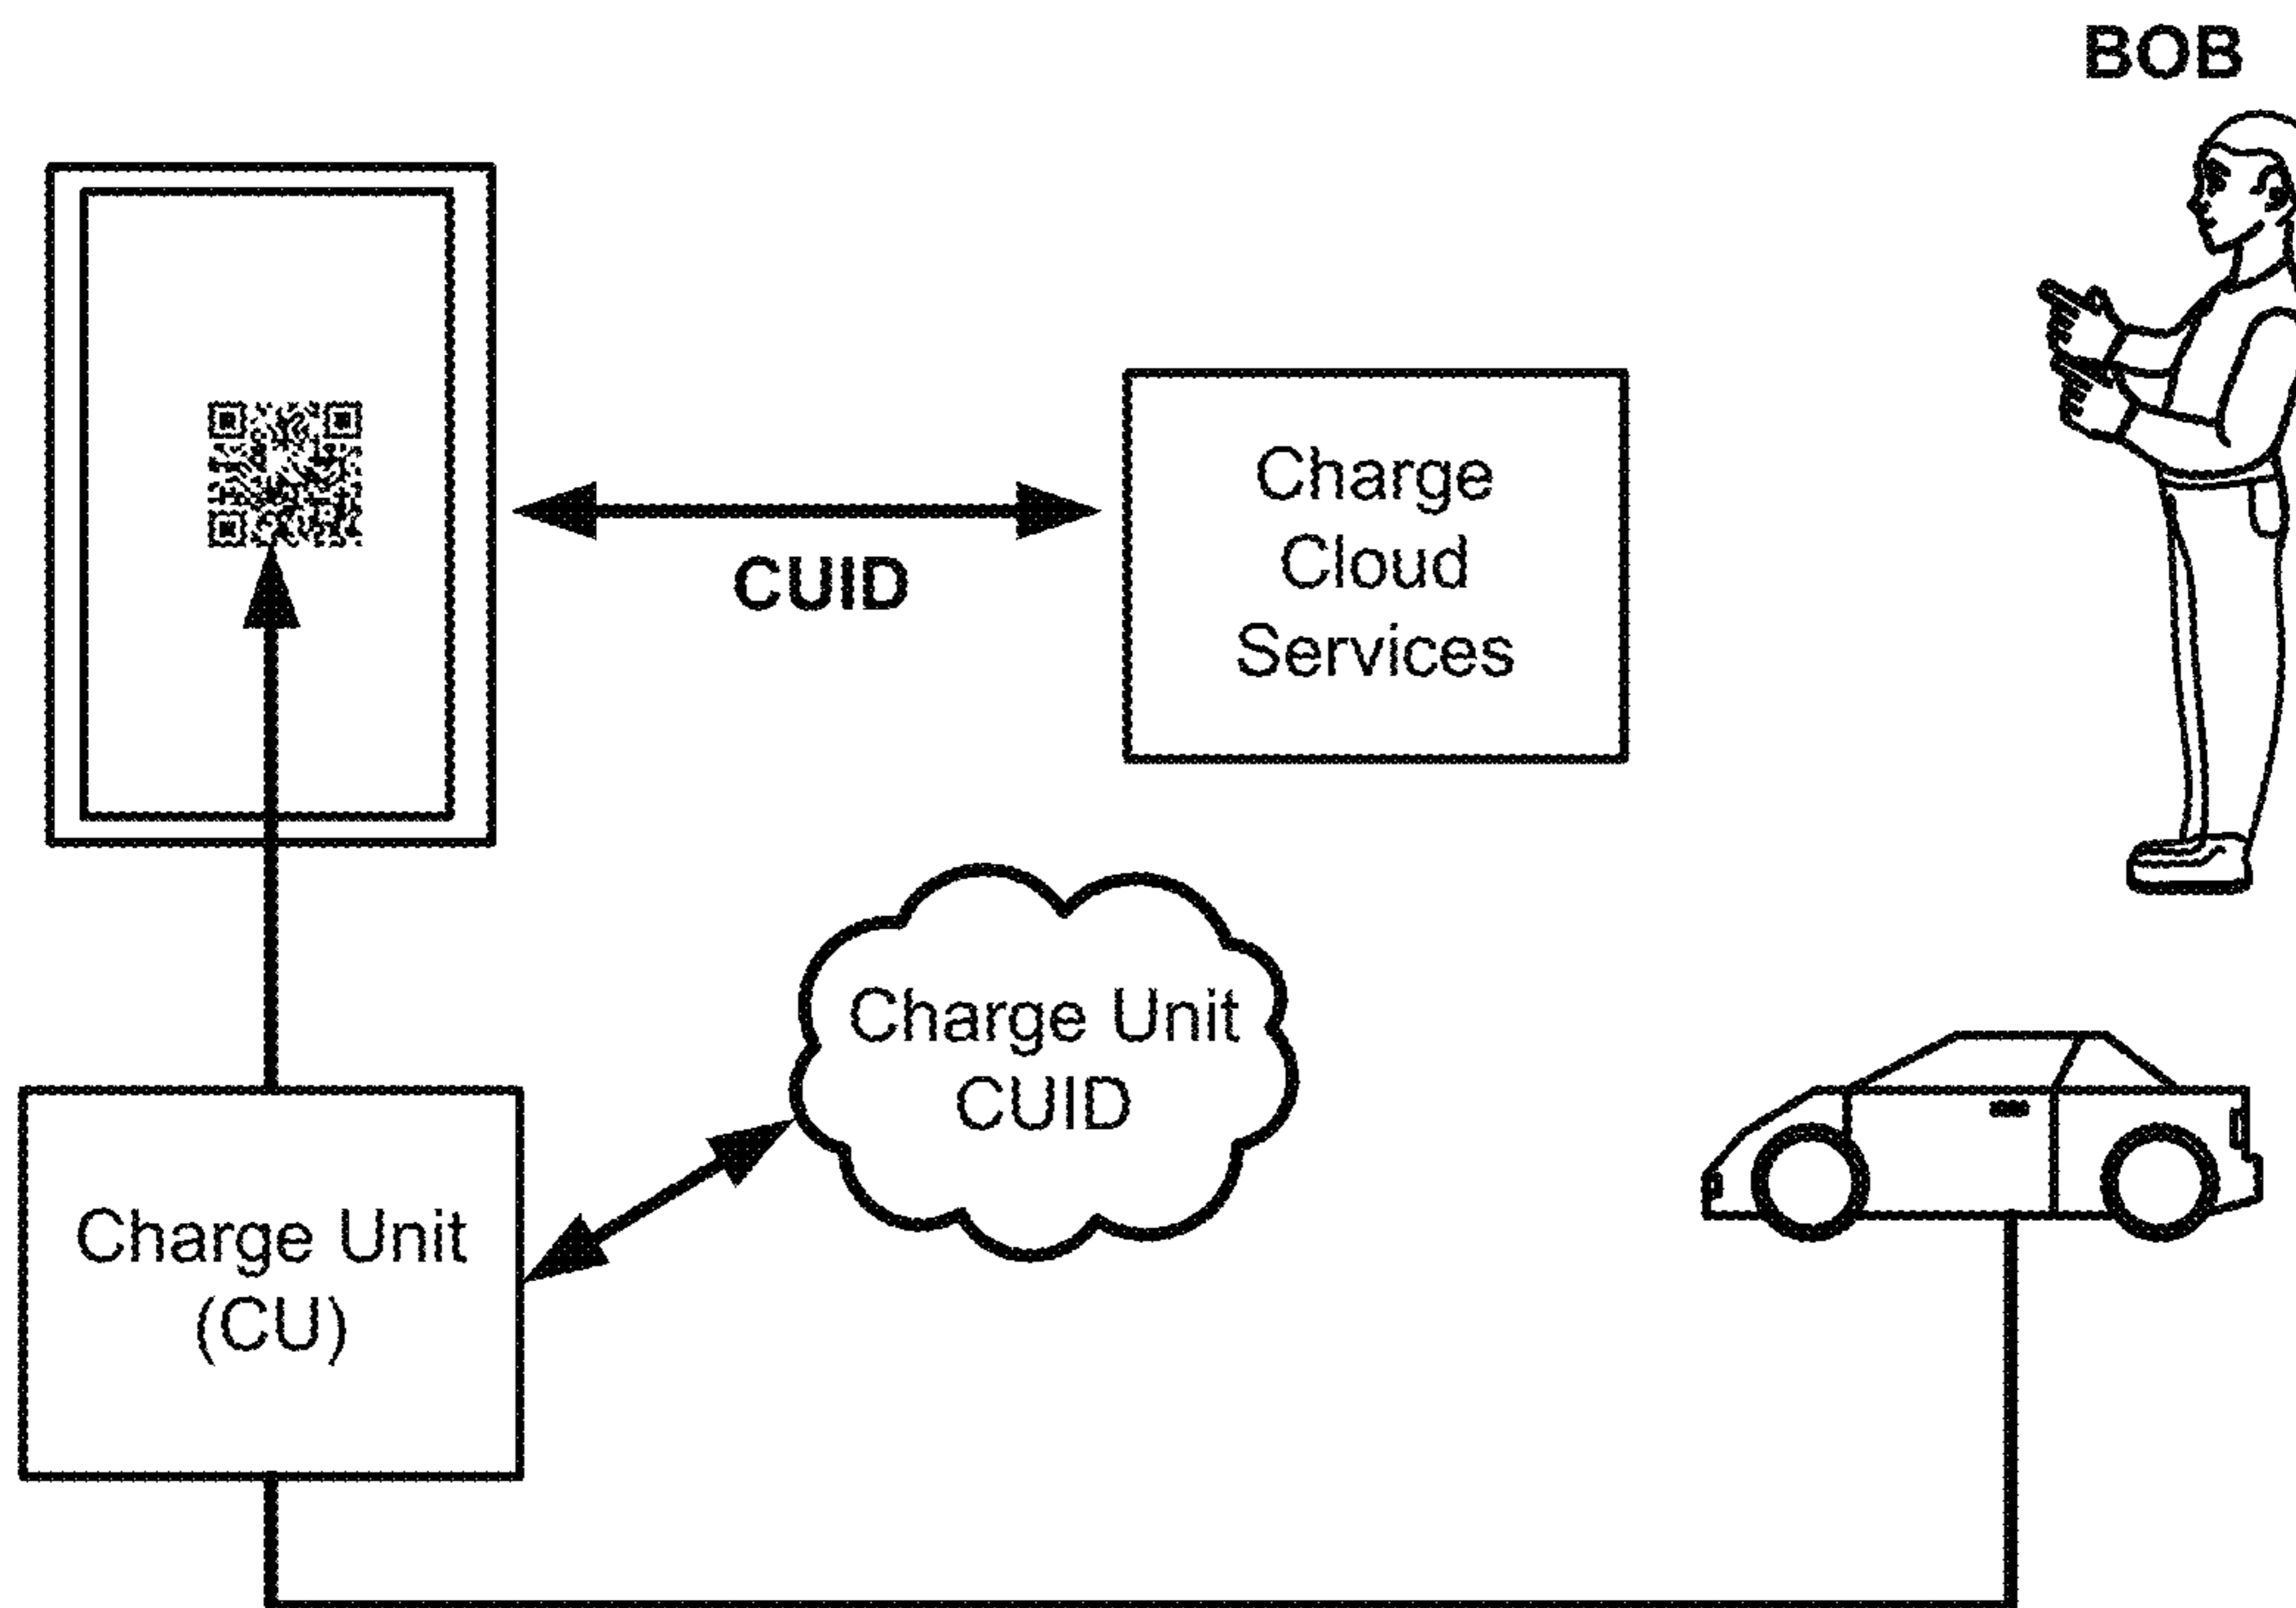 BOB
CUID
Charge
Cloud
Services
Charge Unit
CUID
Charge Unit
(CU)